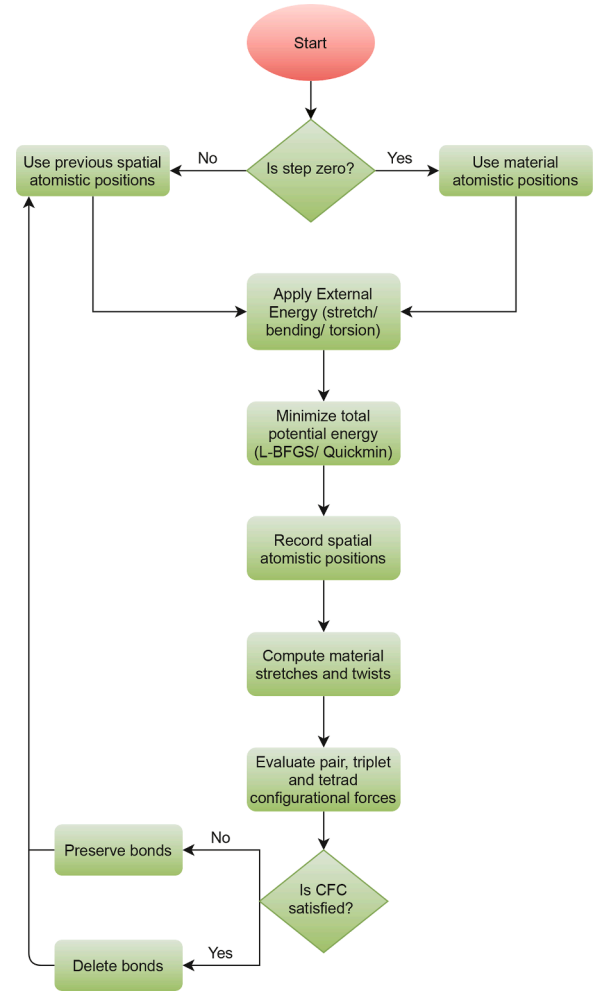 Start
Is step zero?
No
Yes
Use previous spatial
atomistic positions
Use material
atomistic positions
Apply External
Energy (stretch/
bending/ torsion)
Minimize total
potential energy
(L-BFGS/ Quickmin)
Record spatial
atomistic positions
Compute material
stretches and twists
Evaluate pair, triplet
and tetrad
configurational forces
Is CFC
satisfied?
No
Preserve bonds
Yes
Delete bonds